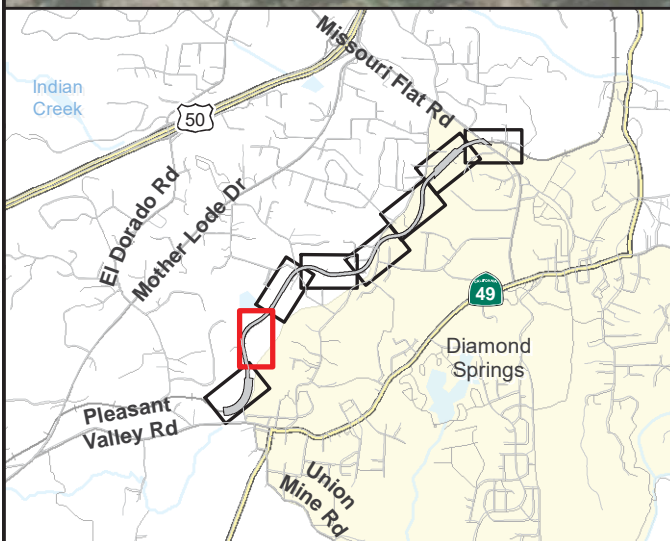 Missouri Flat Rd
Indian
Creek
50
El Dorado Rd
Mother Lode Dr
CALIFORNIA
49
Diamond
Springs
Pleasant
Valley Rd
Union
Mine Rd